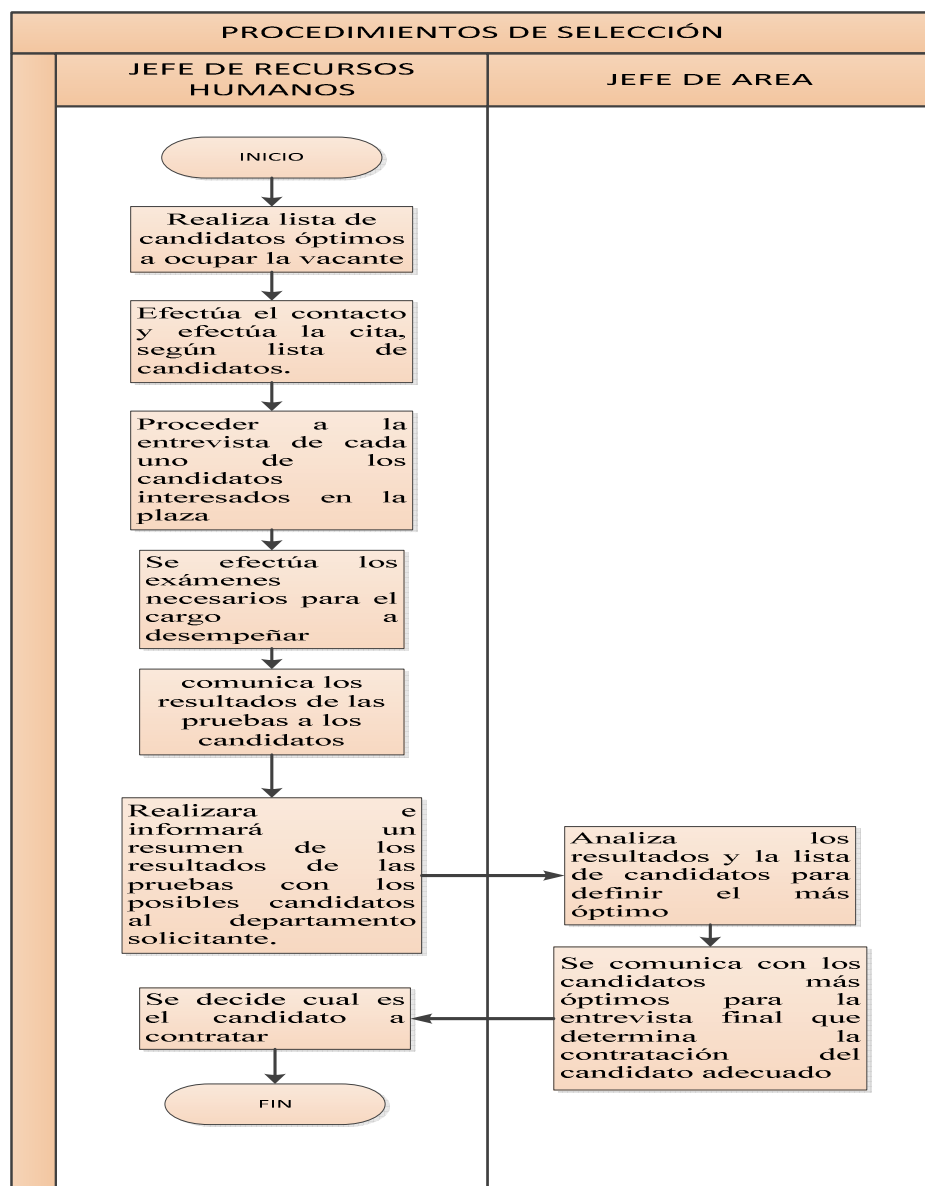 PROCEDIMIENTOS DE SELECCIÓN
JEFE DE RECURSOS
HUMANOS
JEFE DE AREA
INICIO
Realiza lista de
candidatos óptimos
a ocupar la vacante
Efectúa el contacto
y efectúa la cita,
según lista de
candidatos.
Proceder a la
entrevista de cada
uno de los
candidatos
interesados en la
plaza
Se efectúa los
exámenes
necesarios para el
cargo a
desempeñar
comunica los
resultados de las
pruebas a los
candidatos
Realizara e
informará un
resumen de los
resultados de las
pruebas con los
posibles candidatos
al departamento
solicitante.
Analiza los
resultados y la lista
de candidatos para
definir el más
óptimo
Se comunica con los
candidatos más
óptimos para la
entrevista final que
determina la
contratación del
candidato adecuado
Se decide cual es
el candidato a
contratar
FIN